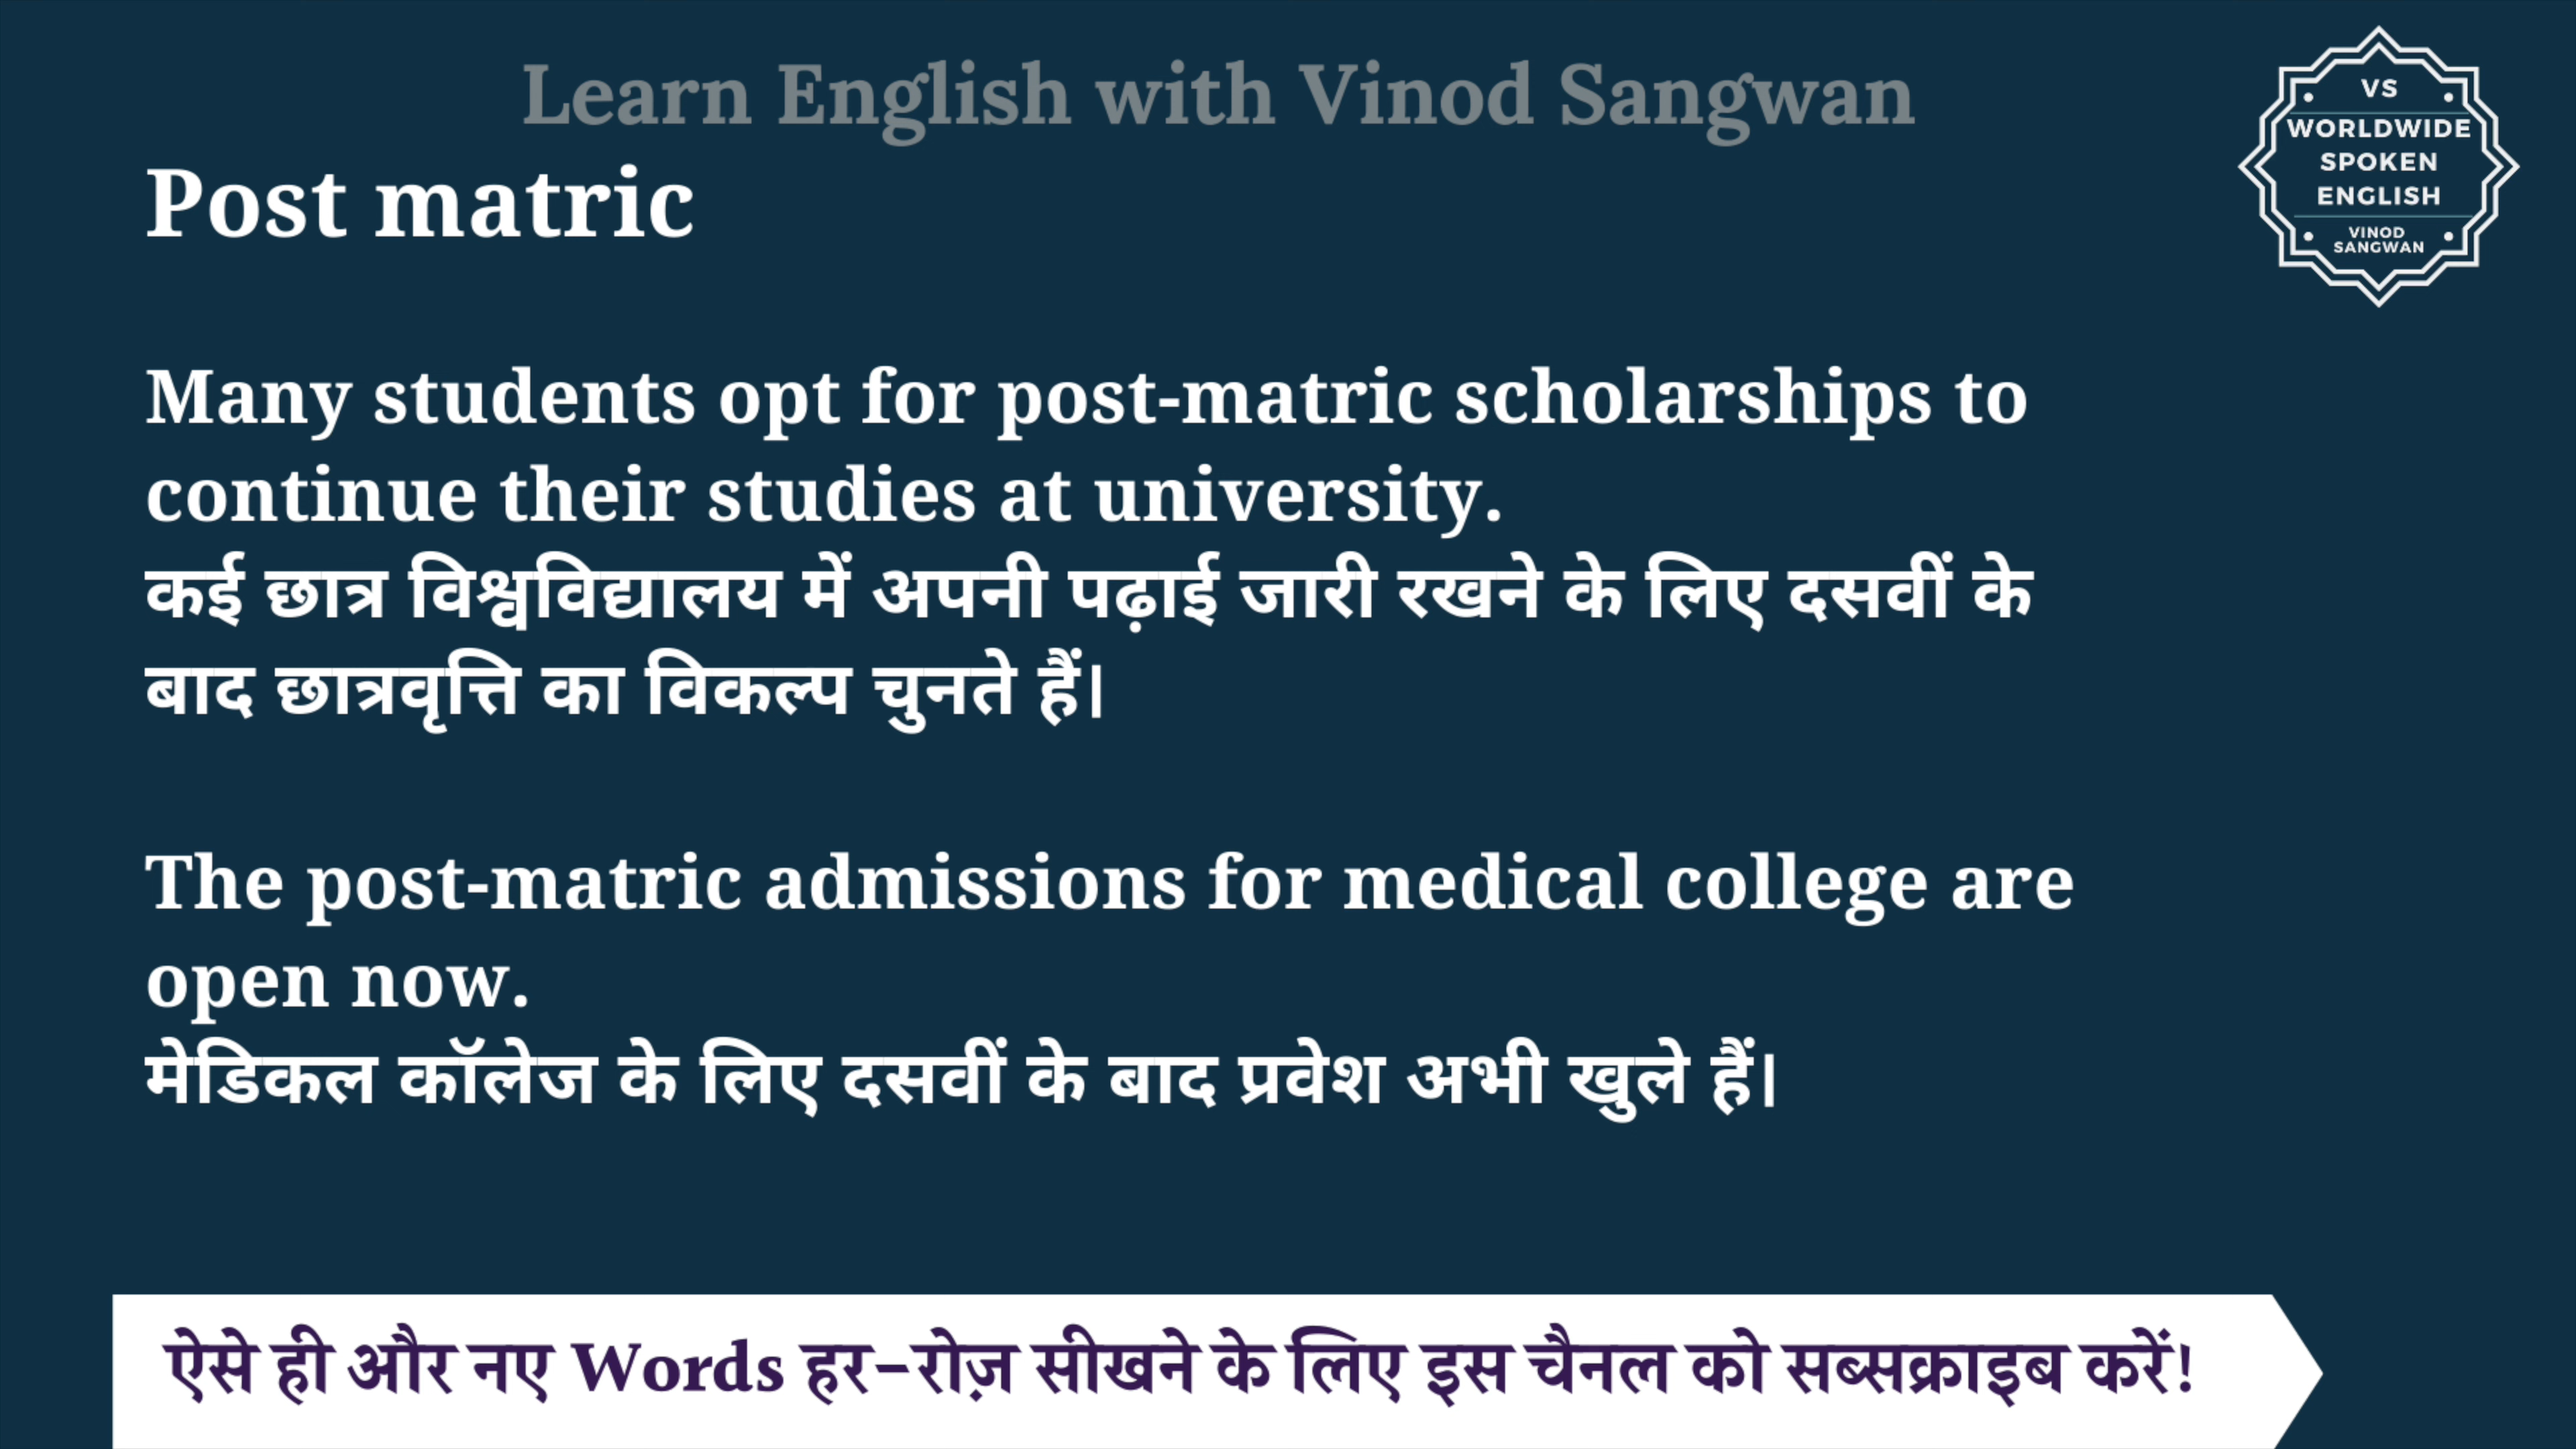 Learn English with Vinod Sangwan
VS
WORLDWIDE
SPOKEN
ENGLISH
VINOD
SANGWAN
Post matric
Many students opt for post-matric scholarships to
continue their studies at university.
कई छात्र विश्वविद्यालय में अपनी पढ़ाई जारी रखने के लिए दसवीं के
बाद छात्रवृत्ति का विकल्प चुनते हैं।
The post-matric admissions for medical college are
open now.
मेडिकल कॉलेज के लिए दसवीं के बाद प्रवेश अभी खुले हैं।
ऐसे ही और नए Words हर-रोज़ सीखने के लिए इस चैनल को सब्सक्राइब करें!